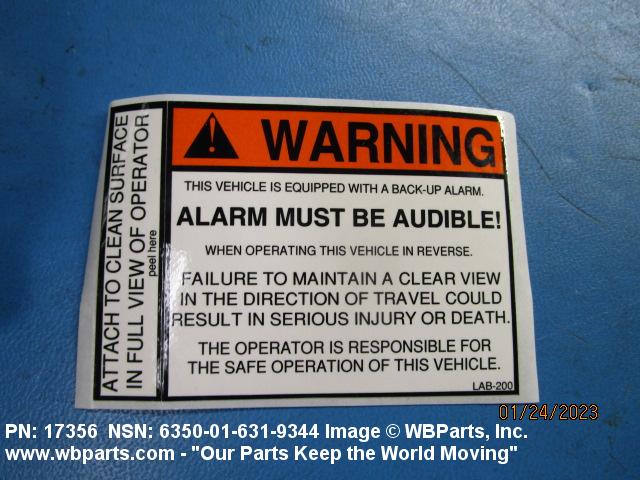 WARNING
THIS VEHICLE IS EQUIPPED WITH A BACK-UP ALARM.
ALARM MUST BE AUDIBLE!
WHEN OPERATING THIS VEHICLE IN REVERSE.
FAILURE TO MAINTAIN A CLEAR VIEW
IN THE DIRECTION OF TRAVEL COULD
RESULT IN SERIOUS INJURY OR DEATH.
THE OPERATOR IS RESPONSIBLE FOR
THE SAFE OPERATION OF THIS VEHICLE.
LAB-200
ATTACH TO CLEAN SURFACE
IN FULL VIEW OF OPERATOR
peel here
01/24/2023
PN: 17356 NSN: 6350-01-631-9344 Image © WBParts, Inc.
www.wbparts.com - "Our Parts Keep the World Moving"